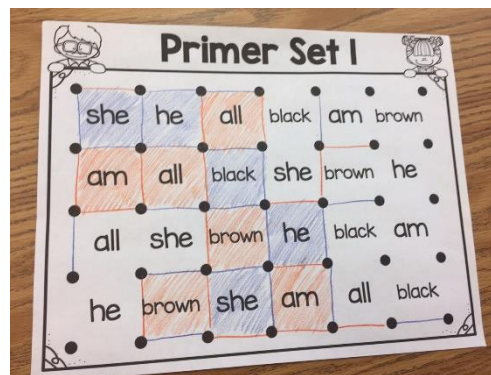 Primer Set 1
she he all black am brown
am all black she brown he
all she brown he black am
he brown she am all black